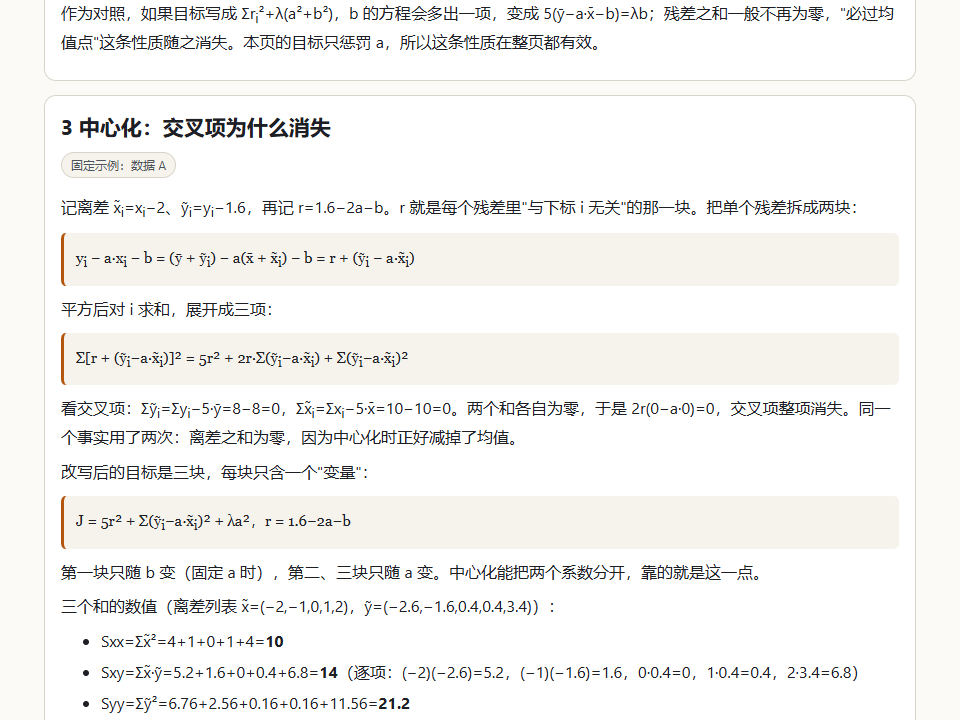 作为对照，如果目标写成 Σrᵢ²+λ(a²+b²)，b 的方程会多出一项，变成 5(ȳ−a·x̄−b)=λb；残差之和一般不再为零，"必过均
值点"这条性质随之消失。本页的目标只惩罚 a，所以这条性质在整页都有效。
3 中心化：交叉项为什么消失
固定示例：数据 A
记离差 x̃ᵢ=xᵢ−2、ỹᵢ=yᵢ−1.6，再记 r=1.6−2a−b。r 就是每个残差里"与下标 i 无关"的那一块。把单个残差拆成两块：
yᵢ − a·xᵢ − b = (ȳ + ỹᵢ) − a(x̄ + x̃ᵢ) − b = r + (ỹᵢ − a·x̃ᵢ)
平方后对 i 求和，展开成三项：
Σ[r + (ỹᵢ−a·x̃ᵢ)]² = 5r² + 2r·Σ(ỹᵢ−a·x̃ᵢ) + Σ(ỹᵢ−a·x̃ᵢ)²
看交叉项：Σỹᵢ=Σyᵢ−5·ȳ=8−8=0，Σx̃ᵢ=Σxᵢ−5·x̄=10−10=0。两个和各自为零，于是 2r(0−a·0)=0，交叉项整项消失。同一
个事实用了两次：离差之和为零，因为中心化时正好减掉了均值。
改写后的目标是三块，每块只含一个"变量"：
J = 5r² + Σ(ỹᵢ−a·x̃ᵢ)² + λa²，r = 1.6−2a−b
第一块只随 b 变（固定 a 时），第二、三块只随 a 变。中心化能把两个系数分开，靠的就是这一点。
三个和的数值（离差列表 x̃=(−2,−1,0,1,2)，ỹ=(−2.6,−1.6,0.4,0.4,3.4)）：
• Sxx=Σx̃²=4+1+0+1+4=10
• Sxy=Σx̃·ỹ=5.2+1.6+0+0.4+6.8=14（逐项：(−2)(−2.6)=5.2，(−1)(−1.6)=1.6，0·0.4=0，1·0.4=0.4，2·3.4=6.8）
• Syy=Σỹ²=6.76+2.56+0.16+0.16+11.56=21.2